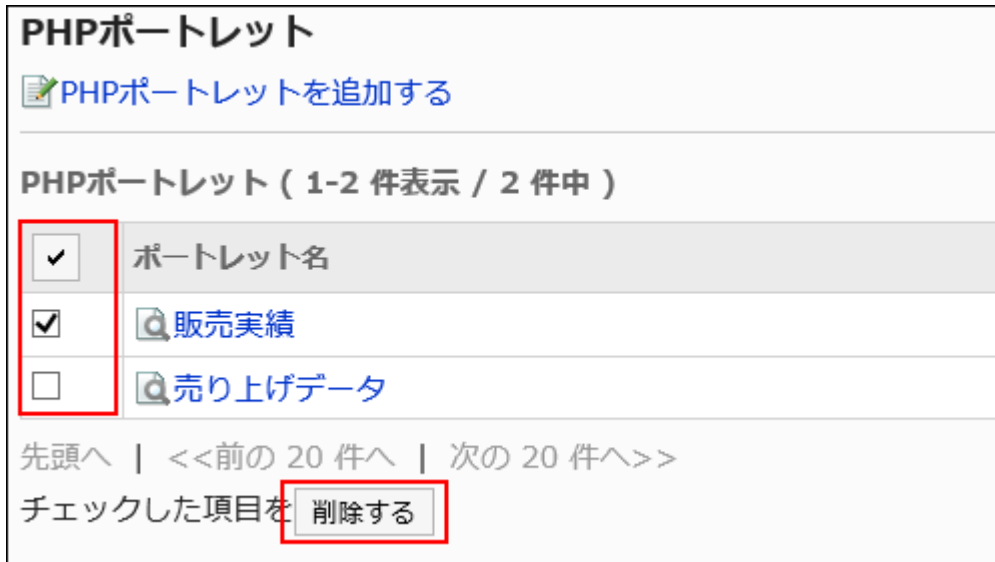 PHPポートレット
PHPポートレットを追加する
PHPポートレット ( 1-2 件表示 / 2 件中 )
ポートレット名
販売実績
売り上げデータ
先頭へ | <<前の 20 件へ | 次の 20 件へ>>
チェックした項目を 削除する